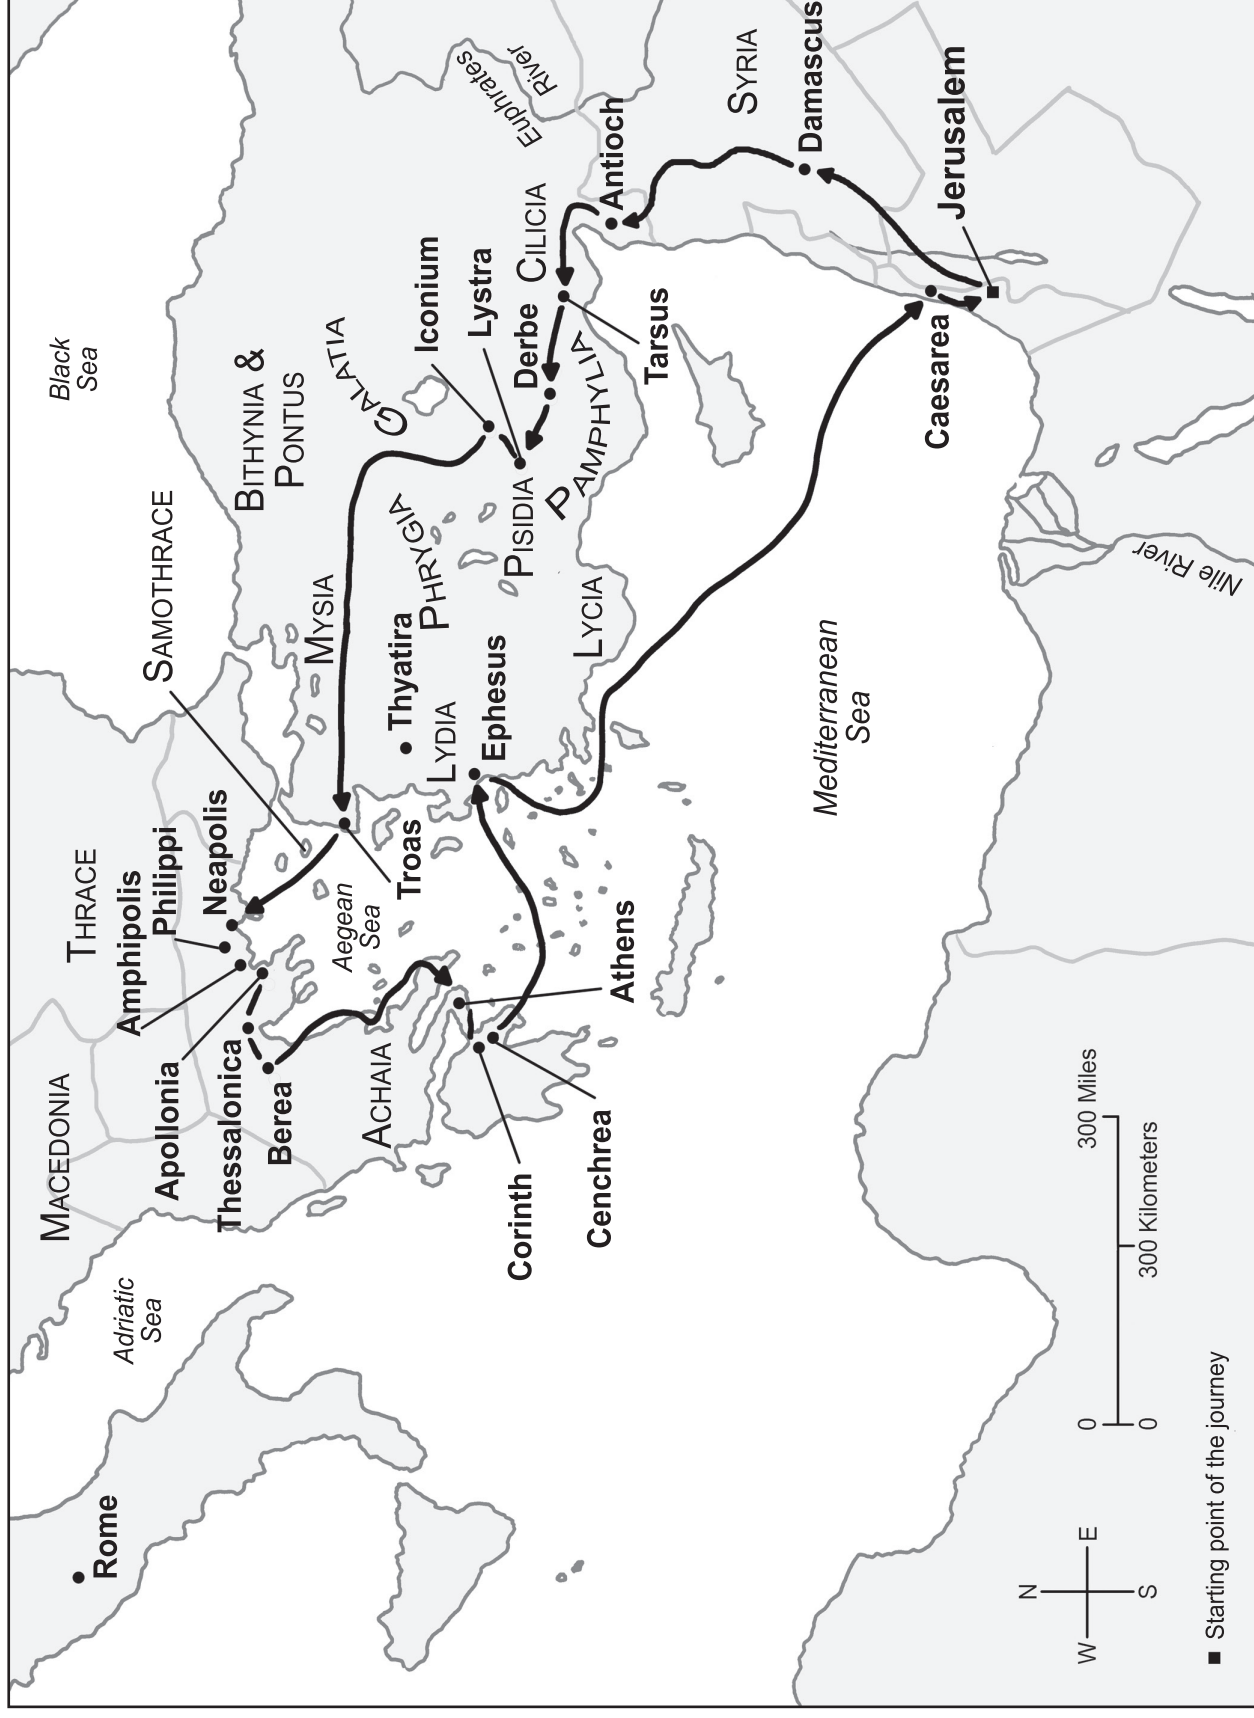 MACEDONIA
THRACE
Black
Sea
Adriatic
Sea
Rome
Amphipolis
Philippi
Neapolis
SAMOTHRACE
Apollonia
Thessalonica
Berea
BITHYNIA &
PONTUS
GALATIA
MYSIA
Aegean
Sea
Troas
ACHAIA
Thyatira
PHRYGIA
LYDIA
Ephesus
Iconium
Lystra
Derbe
CILICIA
PISIDIA
PAMPHYLIA
LYCIA
Euphrates
River
Antioch
Tarsus
Athens
Corinth
Cenchrea
SYRIA
Damascus
Mediterranean
Sea
Caesarea
Jerusalem
Nile River
N
W
E
S
0
300 Miles
0
300 Kilometers
■ Starting point of the journey